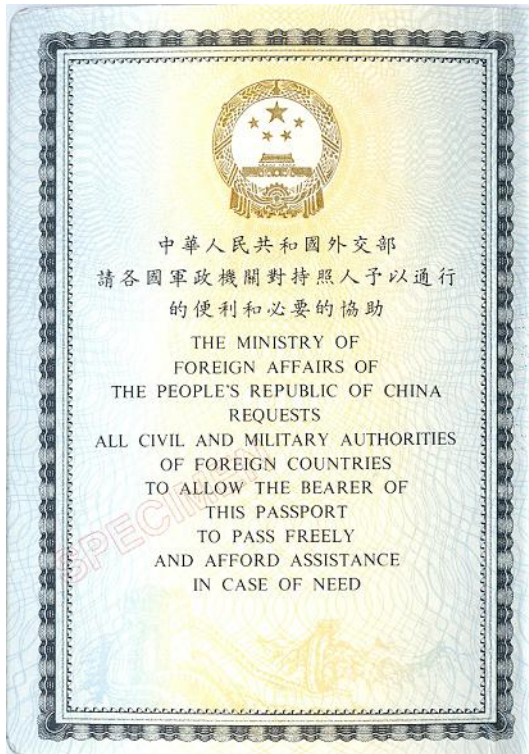 中華人民共和國外交部
請各國軍政機關對持照人予以通行
的便利和必要的協助
THE MINISTRY OF
FOREIGN AFFAIRS OF
THE PEOPLE'S REPUBLIC OF CHINA
REQUESTS
ALL CIVIL AND MILITARY AUTHORITIES
OF FOREIGN COUNTRIES
TO ALLOW THE BEARER OF
THIS PASSPORT
TO PASS FREELY
AND AFFORD ASSISTANCE
IN CASE OF NEED
SPECIMEN